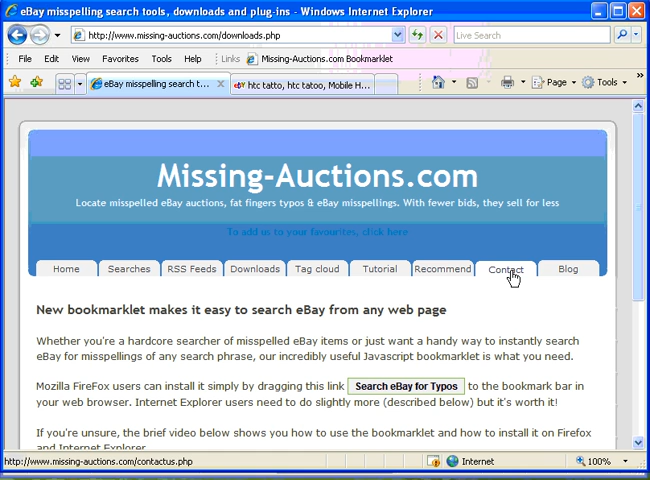 eBay misspelling search tools, downloads and plug-ins - Windows Internet Explorer
http://www.missing-auctions.com/downloads.php
Live Search
File Edit View Favorites Tools Help Links Missing-Auctions.com Bookmarklet
eBay misspelling search t... htc tatto, htc tatoo, Mobile H... Page Tools
Missing-Auctions.com
Locate misspelled eBay auctions, fat fingers typos & eBay misspellings. With fewer bids, they sell for less
To add us to your favourites, click here
Home Searches RSS Feeds Downloads Tag cloud Tutorial Recommend Contact Blog
New bookmarklet makes it easy to search eBay from any web page
Whether you're a hardcore searcher of misspelled eBay items or just want a handy way to instantly search
eBay for misspellings of any search phrase, our incredibly useful Javascript bookmarklet is what you need.
Mozilla FireFox users can install it simply by dragging this link Search eBay for Typos to the bookmark bar in
your web browser. Internet Explorer users need to do slightly more (described below) but it's worth it!
If you're unsure, the brief video below shows you how to use the bookmarklet and how to install it on Firefox
and Internet Explorer.
http://www.missing-auctions.com/contactus.php Internet 100%